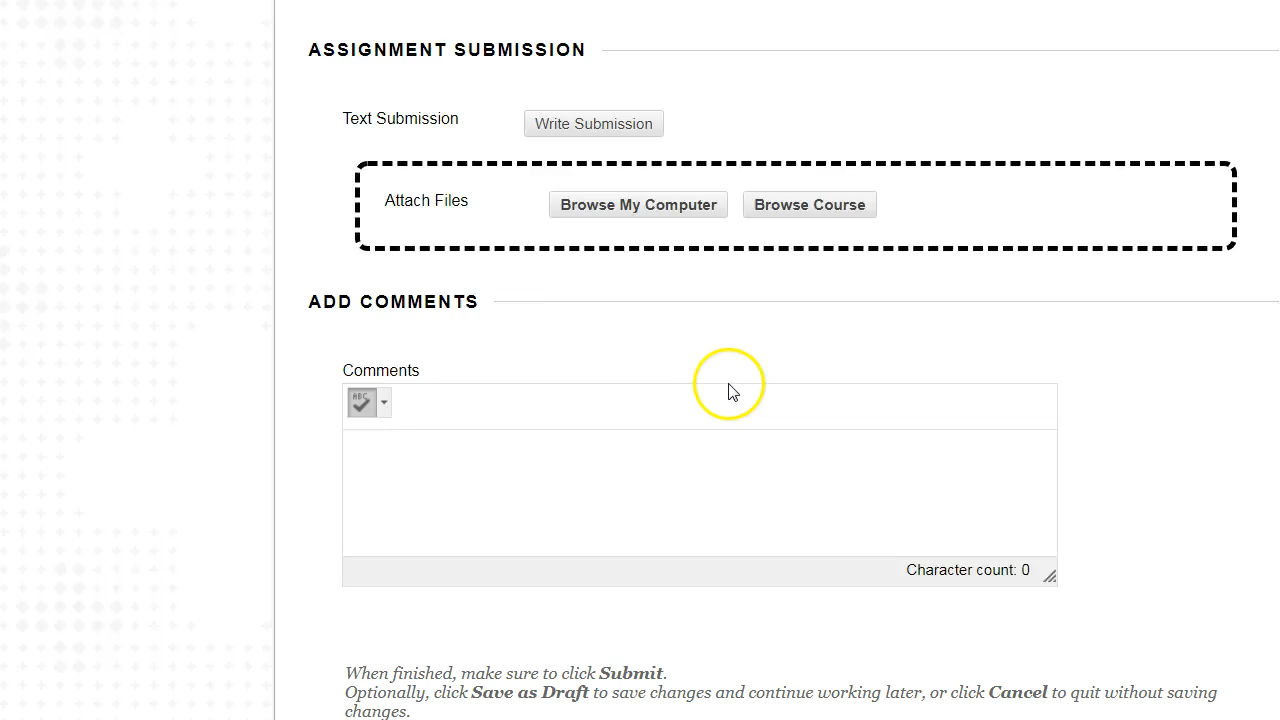 ASSIGNMENT SUBMISSION
Text Submission
Write Submission
Attach Files
Browse My Computer
Browse Course
ADD COMMENTS
Comments
ABC
Character count: 0
When finished, make sure to click Submit.
Optionally, click Save as Draft to save changes and continue working later, or click Cancel to quit without saving
changes.